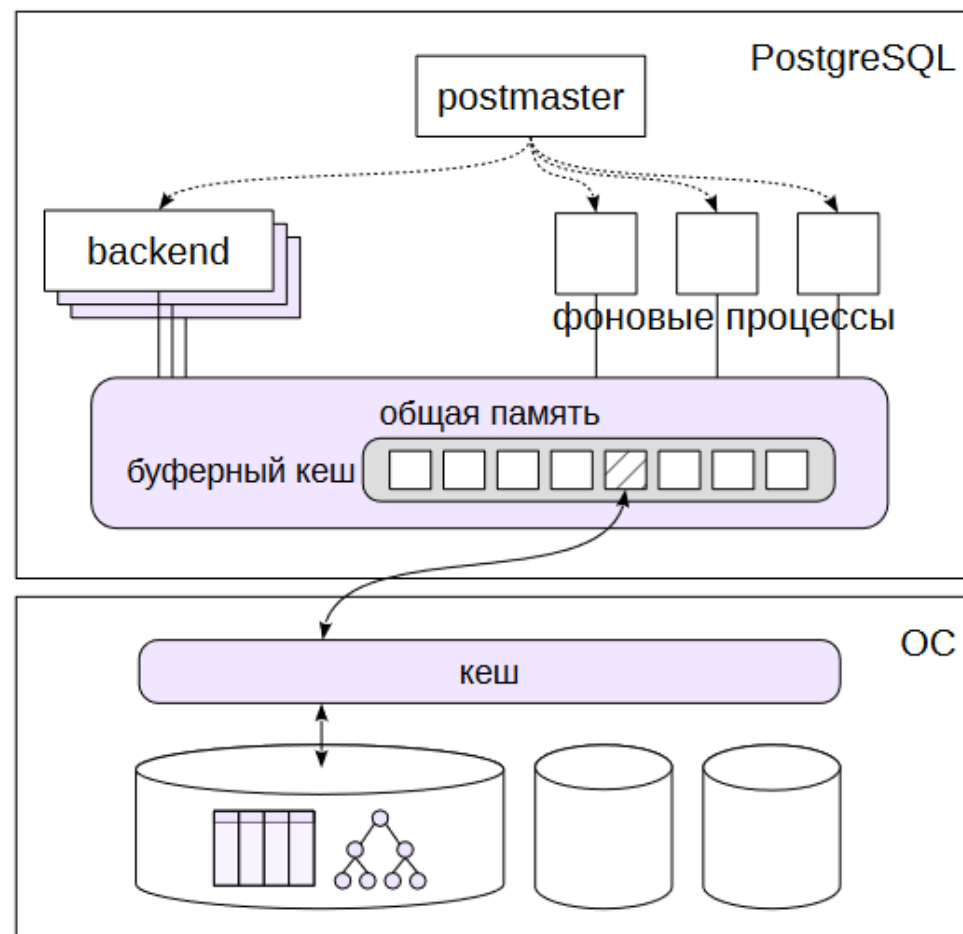 PostgreSQL
postmaster
backend
фоновые процессы
общая память
буферный кеш
ОС
кеш